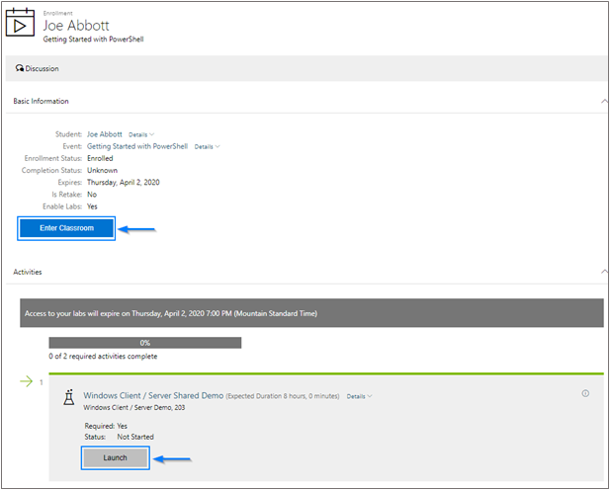 Enrollment
Joe Abbott
Getting Started with PowerShell
Discussion
Basic Information
Student: Joe Abbott Details
Event: Getting Started with PowerShell Details
Enrollment Status: Enrolled
Completion Status: Unknown
Expires: Thursday, April 2, 2020
Is Retake: No
Enable Labs: Yes
Enter Classroom
Activities
Access to your labs will expire on Thursday, April 2, 2020 7:00 PM (Mountain Standard Time)
0%
0 of 2 required activities complete
1
Windows Client / Server Shared Demo (Expected Duration 8 hours, 0 minutes) Details
Windows Client / Server Demo, 203
Required: Yes
Status: Not Started
Launch